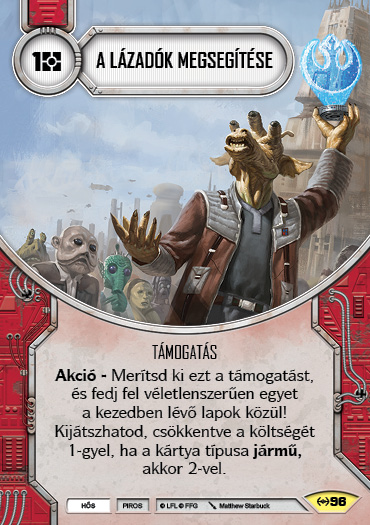 1
A LÁZADÓK MEGSEGÍTÉSE
TÁMOGATÁS
Akció - Merítsd ki ezt a támogatást,
és fedj fel véletlenszerűen egyet
a kezedben lévő lapok közül!
Kijátszhatod, csökkentve a költségét
1-gyel, ha a kártya típusa jármű,
akkor 2-vel.
HŐS PIROS © LFL © FFG Matthew Starbuck 96